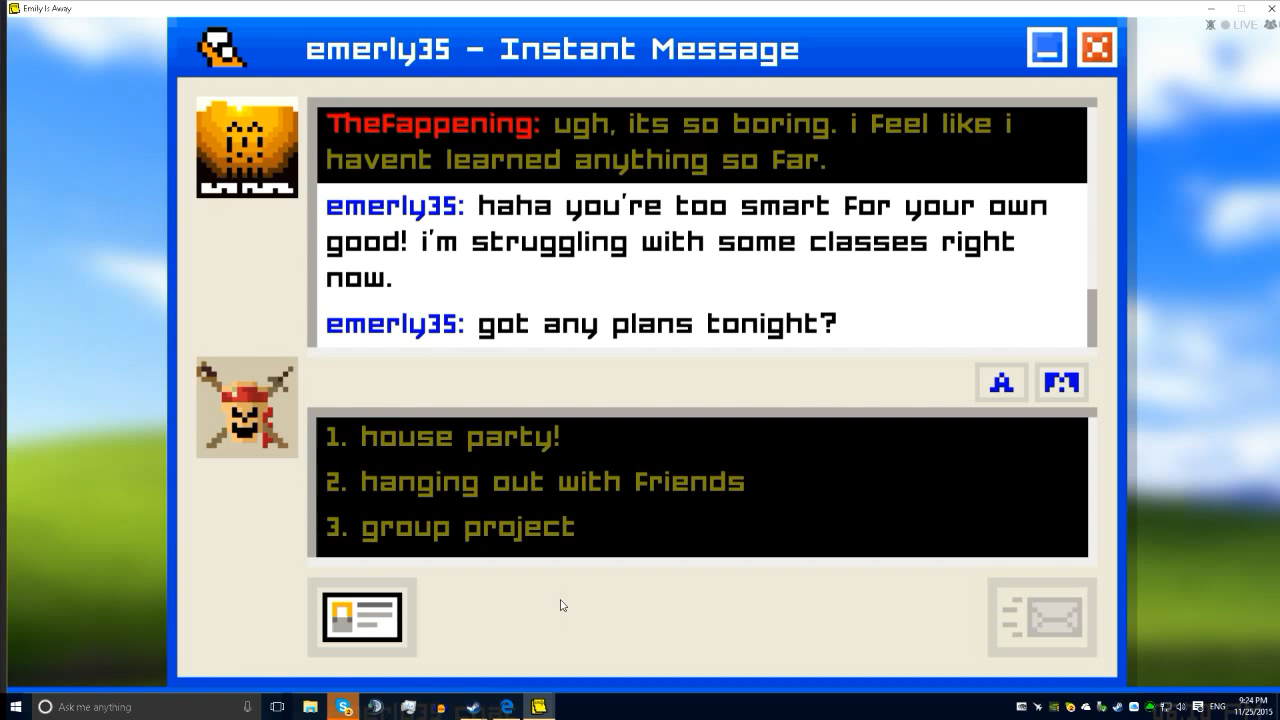 Emily Is Away
LIVE
emerly35 - Instant Message
TheFappening: ugh, its so boring. i feel like i
havent learned anything so far.
emerly35: haha you're too smart for your own
good! i'm struggling with some classes right
now.
emerly35: got any plans tonight?
A
1. house party!
2. hanging out with friends
3. group project
Ask me anything
ENG
9:24 PM
11/25/2015